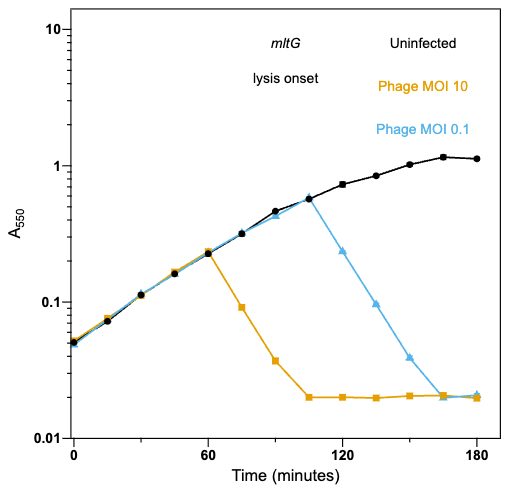 10
mltG
Uninfected
lysis onset
Phage MOI 10
Phage MOI 0.1
1
A550
0.1
0.01
0
60
120
180
Time (minutes)